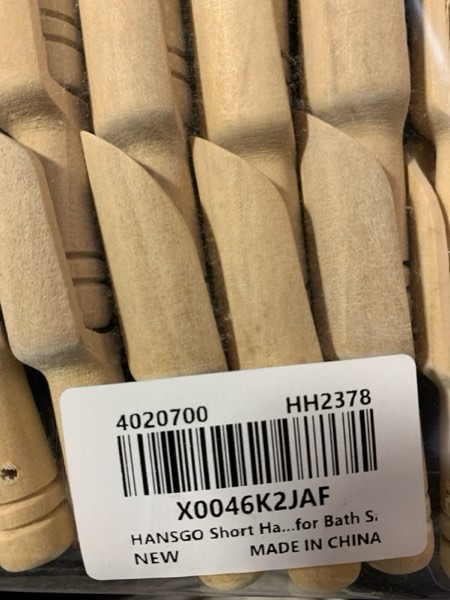 4020700 HH2378
X0046K2JAF
HANSGO Short Ha...for Bath S
NEW MADE IN CHINA